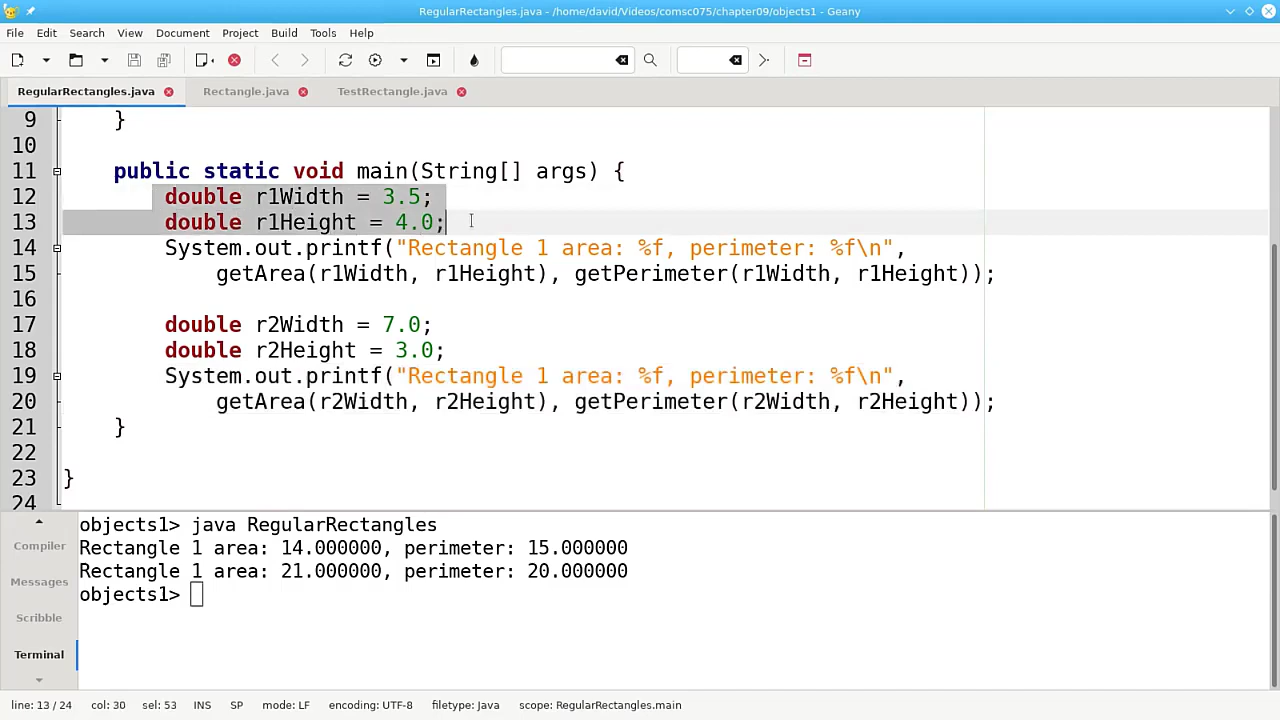 RegularRectangles.java - /home/david/Videos/comsc075/chapter09/objects1 - Geany
File Edit Search View Document Project Build Tools Help
RegularRectangles.java Rectangle.java TestRectangle.java
9 }
10
11 public static void main(String[] args) {
12 double r1Width = 3.5;
13 double r1Height = 4.0;
14 System.out.printf("Rectangle 1 area: %f, perimeter: %f\n",
15 getArea(r1Width, r1Height), getPerimeter(r1Width, r1Height));
16
17 double r2Width = 7.0;
18 double r2Height = 3.0;
19 System.out.printf("Rectangle 1 area: %f, perimeter: %f\n",
20 getArea(r2Width, r2Height), getPerimeter(r2Width, r2Height));
21 }
22
23 }
24
Compiler
Messages
Scribble
Terminal
objects1> java RegularRectangles
Rectangle 1 area: 14.000000, perimeter: 15.000000
Rectangle 1 area: 21.000000, perimeter: 20.000000
objects1>
line: 13 / 24 col: 30 sel: 53 INS SP mode: LF encoding: UTF-8 filetype: Java scope: RegularRectangles.main